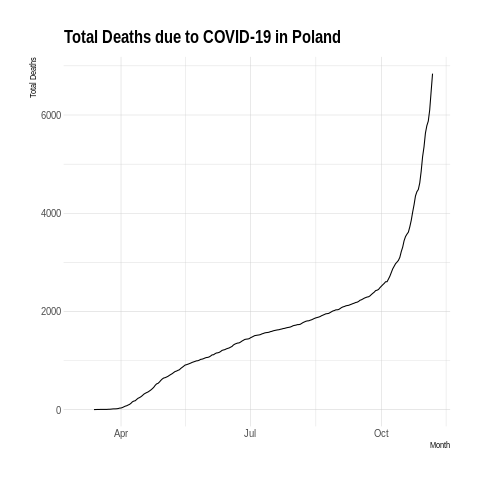 Total Deaths due to COVID-19 in Poland
Total Deaths
6000
4000
2000
0
Apr Jul Oct
Month